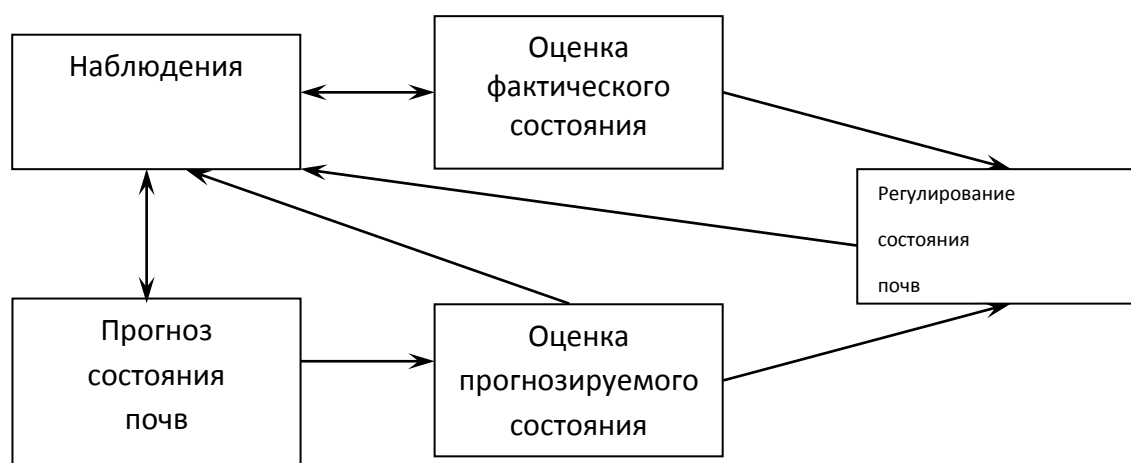 Наблюдения
Оценка
фактического
состояния
Регулирование
состояния
почв
Прогноз
состояния
почв
Оценка
прогнозируемого
состояния